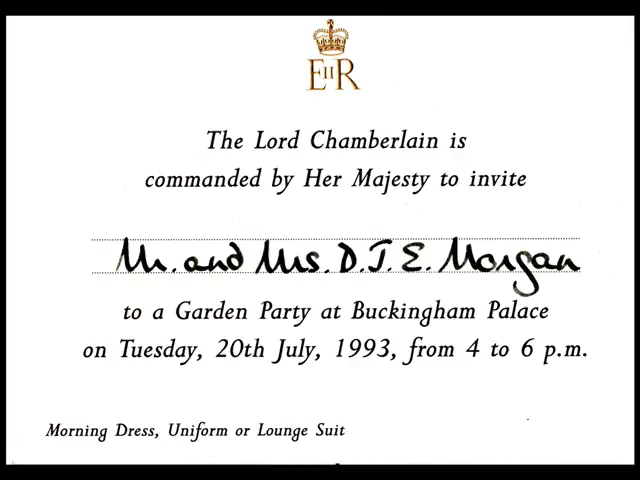 EIIR
The Lord Chamberlain is
commanded by Her Majesty to invite
Mr. and Mrs. D.J.E. Morgan
to a Garden Party at Buckingham Palace
on Tuesday, 20th July, 1993, from 4 to 6 p.m.
Morning Dress, Uniform or Lounge Suit